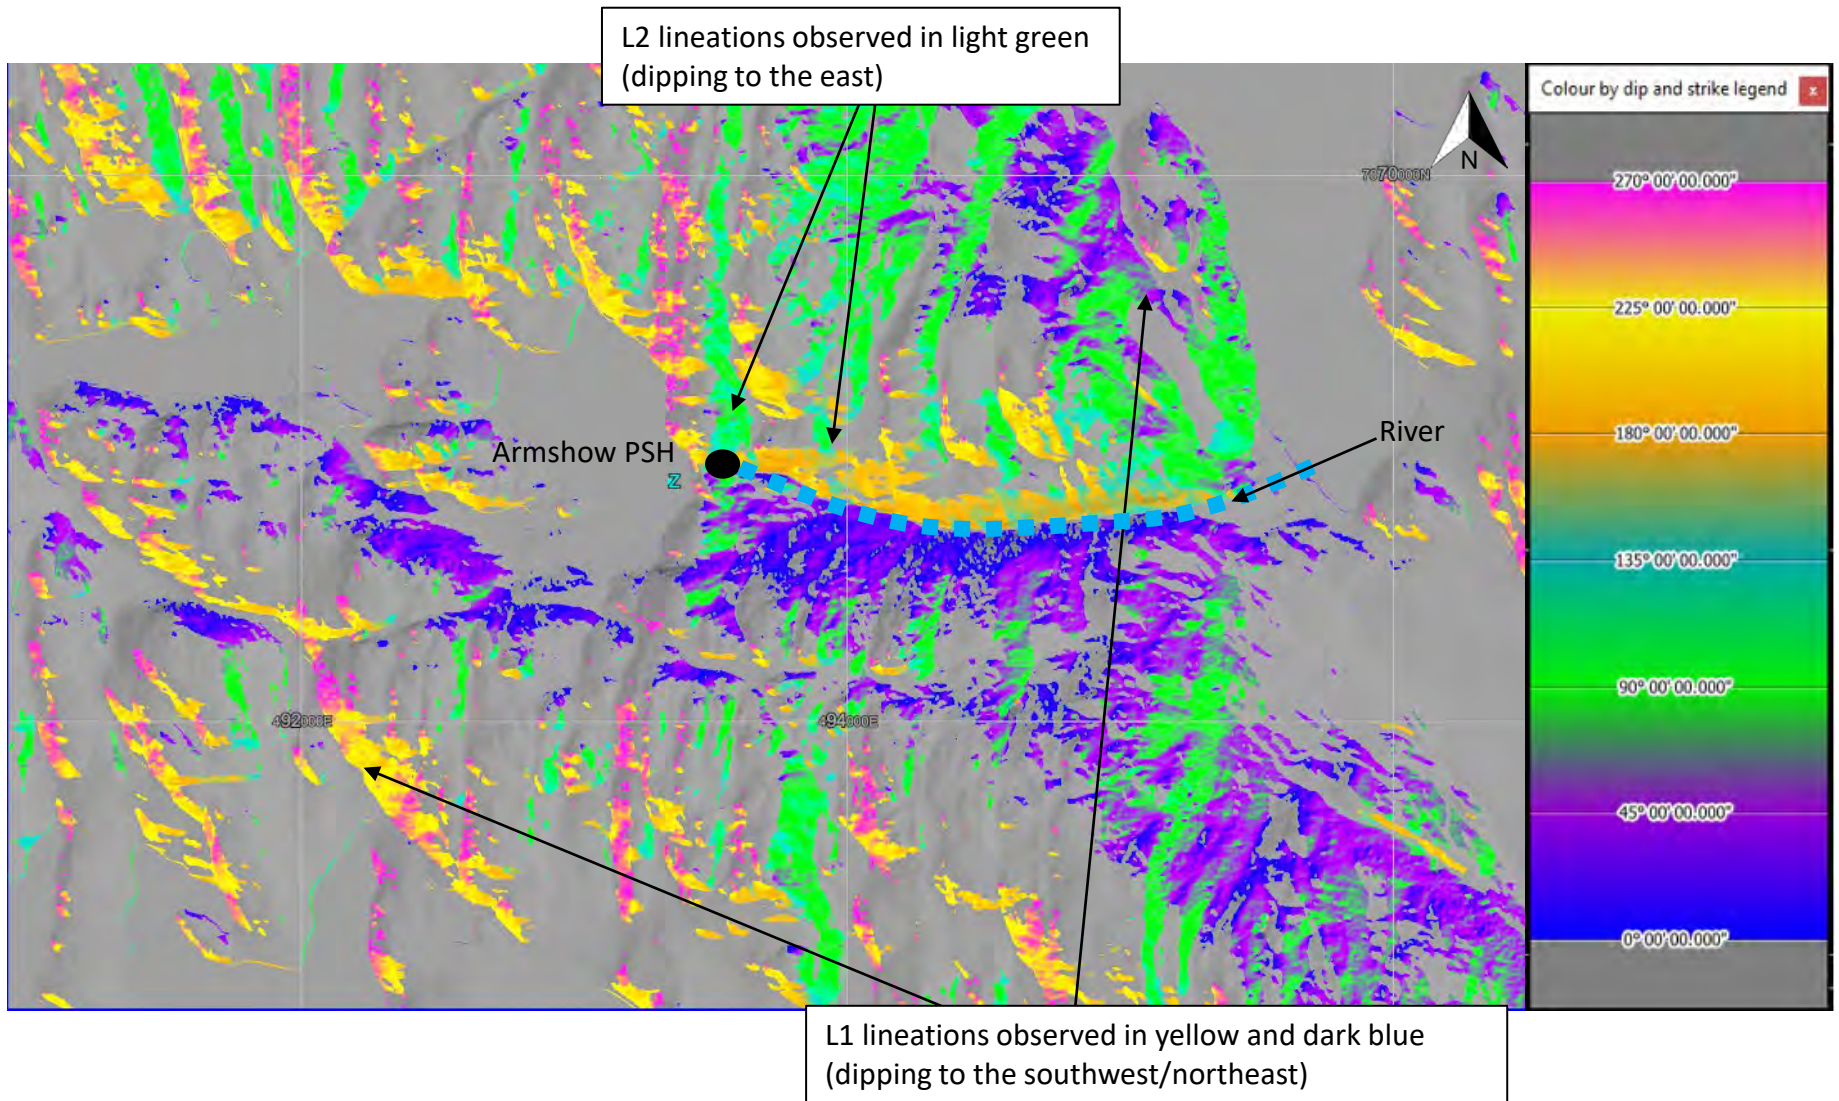 L2 lineations observed in light green
(dipping to the east)
Colour by dip and strike legend
x
N
270° 00' 00.000"
225° 00' 00.000"
180° 00' 00.000"
135° 00' 00.000"
90° 00' 00.000"
45° 00' 00.000"
0° 00' 00.000"
River
Armshow PSH
Z
492000E
494000E
L1 lineations observed in yellow and dark blue
(dipping to the southwest/northeast)